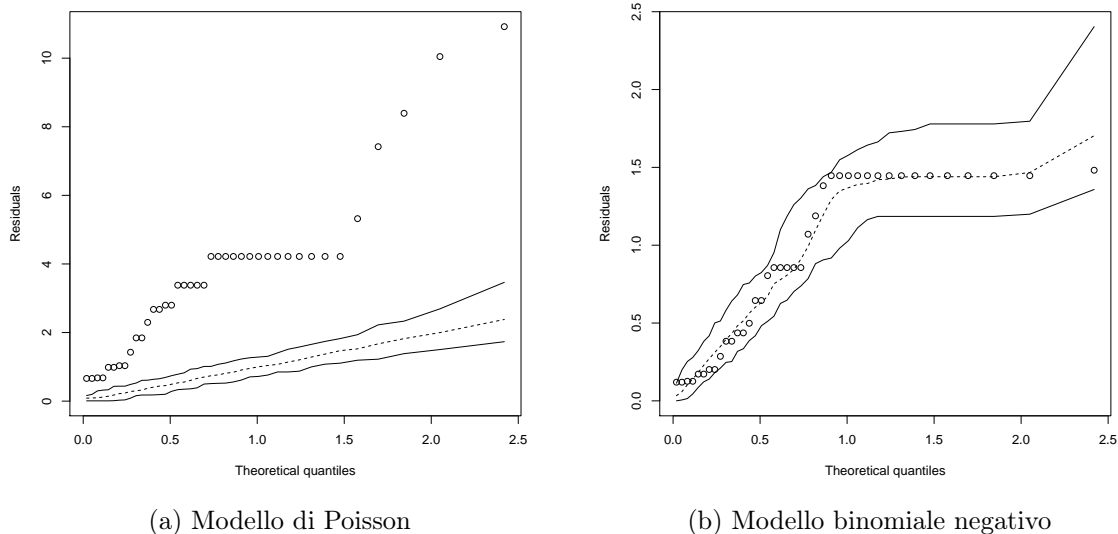 10
8
6
4
2
0
Residuals
0.0 0.5 1.0 1.5 2.0 2.5
Theoretical quantiles
(a) Modello di Poisson
2.5
2.0
1.5
1.0
0.5
0.0
Residuals
0.0 0.5 1.0 1.5 2.0 2.5
Theoretical quantiles
(b) Modello binomiale negativo